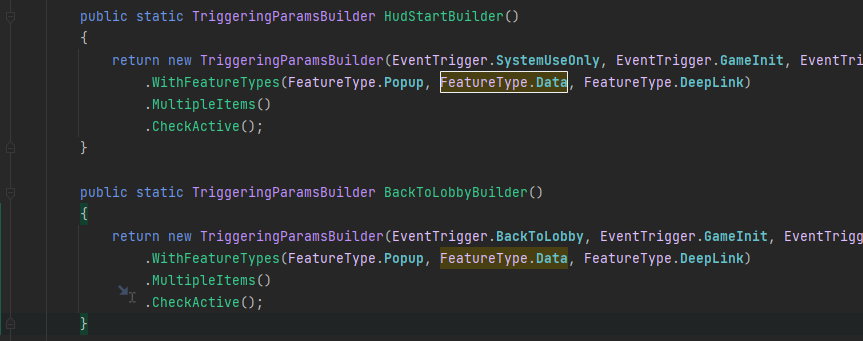 public static TriggeringParamsBuilder HudStartBuilder()
{
return new TriggeringParamsBuilder(EventTrigger.SystemUseOnly, EventTrigger.GameInit, EventTri
.WithFeatureTypes(FeatureType.Popup, FeatureType.Data, FeatureType.DeepLink)
.MultipleItems()
.CheckActive();
}
public static TriggeringParamsBuilder BackToLobbyBuilder()
{
return new TriggeringParamsBuilder(EventTrigger.BackToLobby, EventTrigger.GameInit, EventTrigge
.WithFeatureTypes(FeatureType.Popup, FeatureType.Data, FeatureType.DeepLink)
.MultipleItems()
.CheckActive();
}